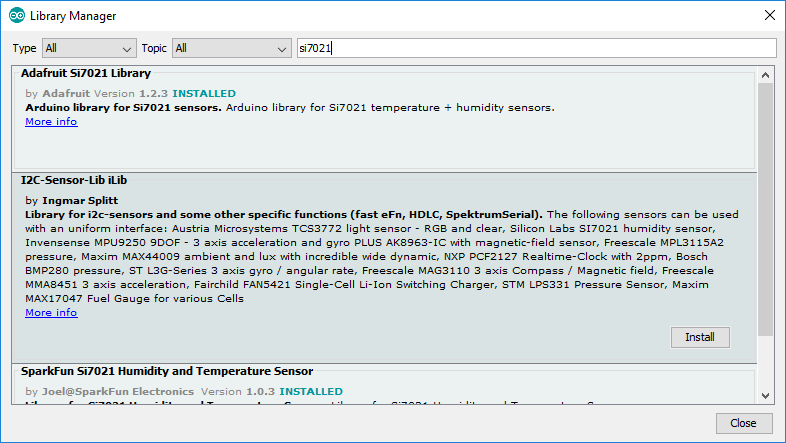 Library Manager
Type All Topic All si7021
Adafruit Si7021 Library
by Adafruit Version 1.2.3 INSTALLED
Arduino library for Si7021 sensors. Arduino library for Si7021 temperature + humidity sensors.
More info
I2C-Sensor-Lib iLib
by Ingmar Splitt
Library for i2c-sensors and some other specific functions (fast eFn, HDLC, SpektrumSerial). The following sensors can be used
with an uniform interface: Austria Microsystems TCS3772 light sensor - RGB and clear, Silicon Labs SI7021 humidity sensor,
Invensense MPU9250 9DOF - 3 axis acceleration and gyro PLUS AK8963-IC with magnetic-field sensor, Freescale MPL3115A2
pressure, Maxim MAX44009 ambient and lux with incredible wide dynamic, NXP PCF2127 Realtime-Clock with 2ppm, Bosch
BMP280 pressure, ST L3G-Series 3 axis gyro / angular rate, Freescale MAG3110 3 axis Compass / Magnetic field, Freescale
MMA8451 3 axis acceleration, Fairchild FAN5421 Single-Cell Li-Ion Switching Charger, STM LPS331 Pressure Sensor, Maxim
MAX17047 Fuel Gauge for various Cells
More info
Install
SparkFun Si7021 Humidity and Temperature Sensor
by Joel@SparkFun Electronics Version 1.0.3 INSTALLED
Close